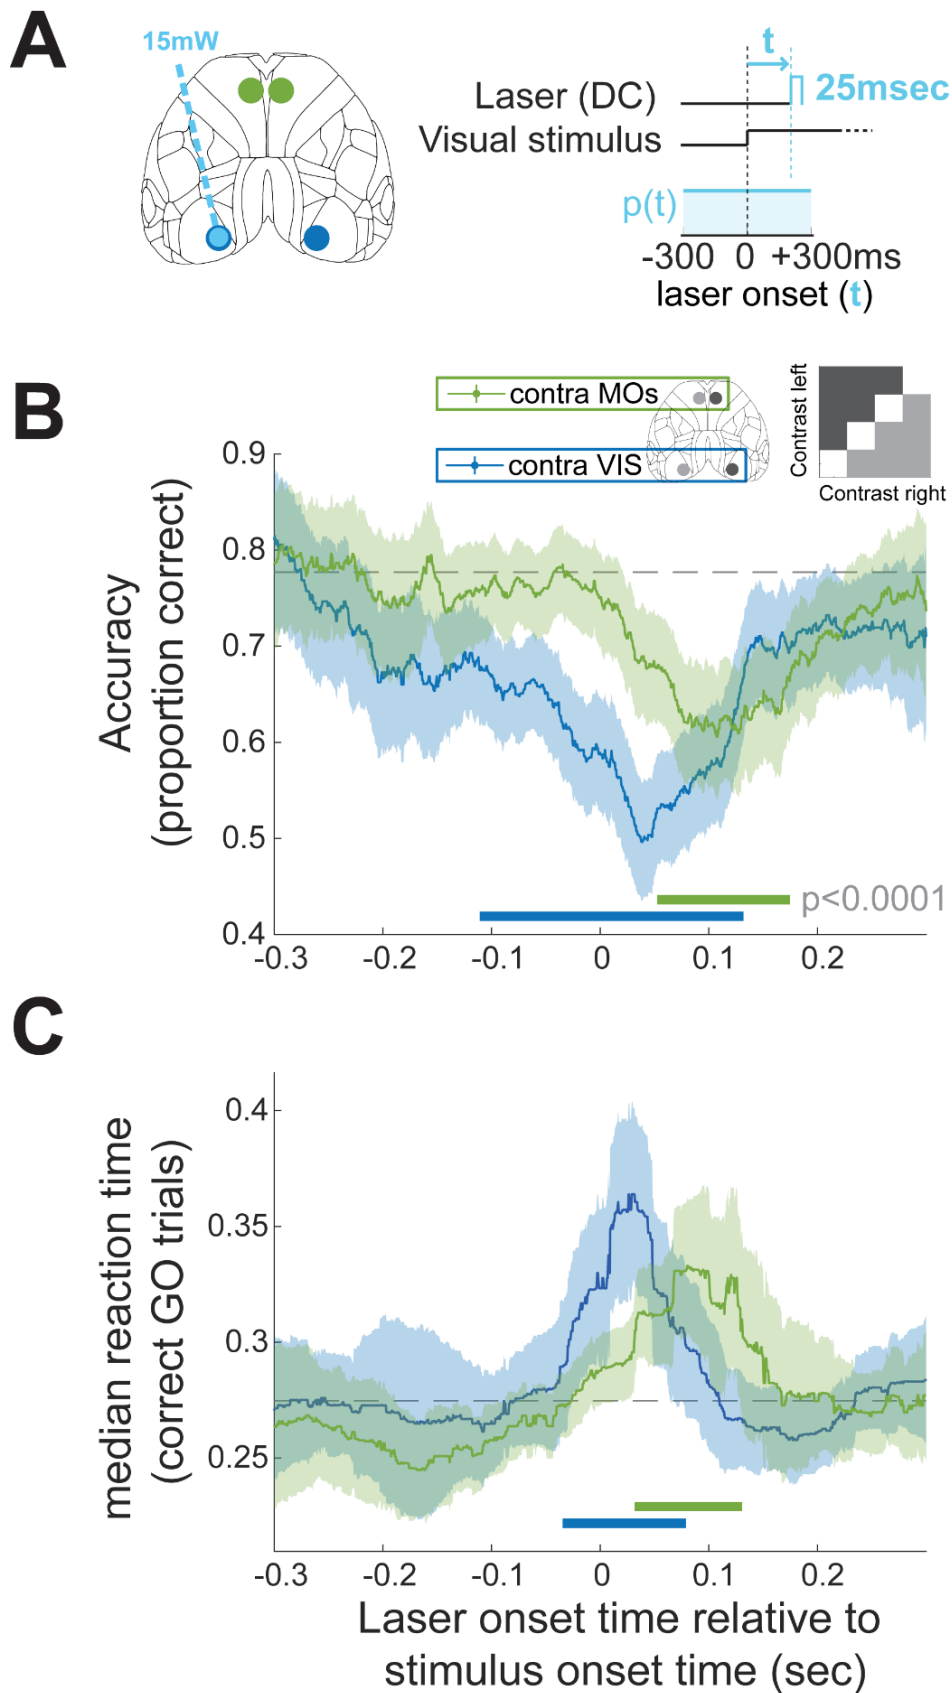 A
15mW
t
Laser (DC)
25msec
Visual stimulus
p(t)
-300 0 +300ms
laser onset (t)
B
contra MOs
contra VIS
Contrast left
Contrast right
Accuracy
(proportion correct)
0.9
0.8
0.7
0.6
0.5
0.4
p<0.0001
-0.3 -0.2 -0.1 0 0.1 0.2
C
median reaction time
(correct GO trials)
0.4
0.35
0.3
0.25
-0.3 -0.2 -0.1 0 0.1 0.2
Laser onset time relative to
stimulus onset time (sec)